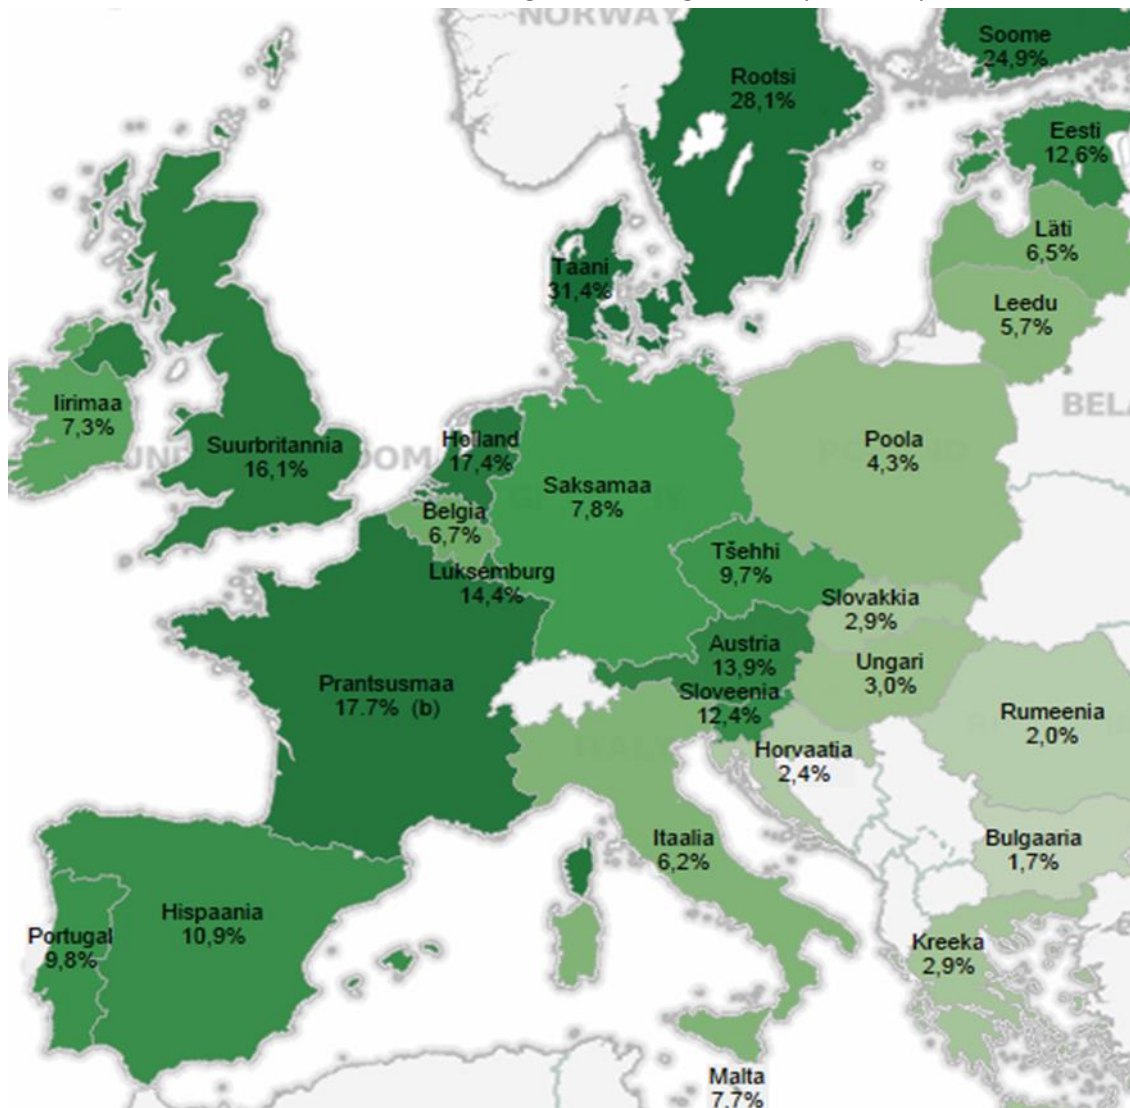 NORWAY
Soome
24,9%
Rootsi
28,1%
Eesti
12,6%
Läti
6,5%
Taani
31,4%
Leedu
5,7%
Iirimaa
7,3%
BEL
Suurbritannia
16,1%
Holland
17,4%
Poola
4,3%
Saksamaa
7,8%
Belgia
6,7%
Tšehhi
9,7%
Luksemburg
14,4%
Slovakkia
2,9%
Austria
13,9%
Ungari
3,0%
Prantsusmaa
17.7% (b)
Sloveenia
12,4%
Rumeenia
2,0%
ITALY
Horvaatia
2,4%
Itaalia
6,2%
Bulgaaria
1,7%
Hispaania
10,9%
Portugal
9,8%
Kreeka
2,9%
Malta
7,7%